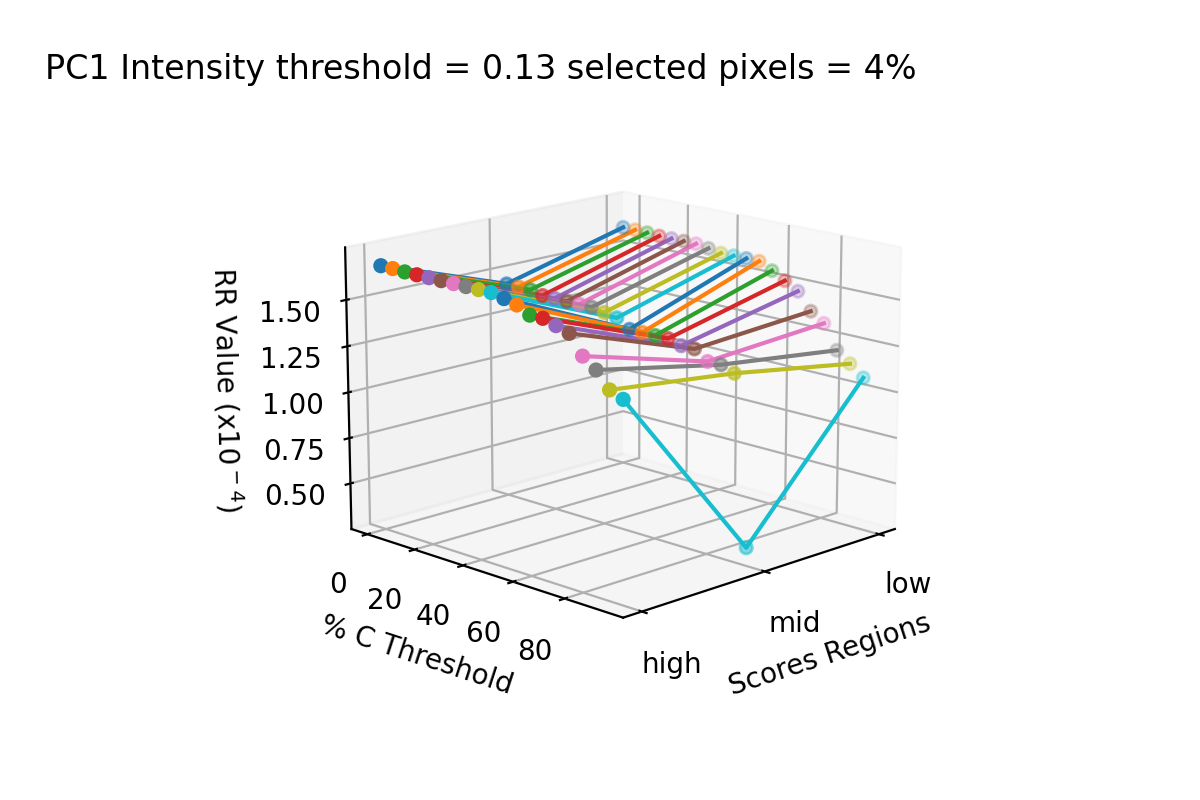 PC1 Intensity threshold = 0.13 selected pixels = 4%
RR Value (x10⁻⁴)
1.50
1.25
1.00
0.75
0.50
0
20
40
60
80
% C Threshold
high
mid
low
Scores Regions